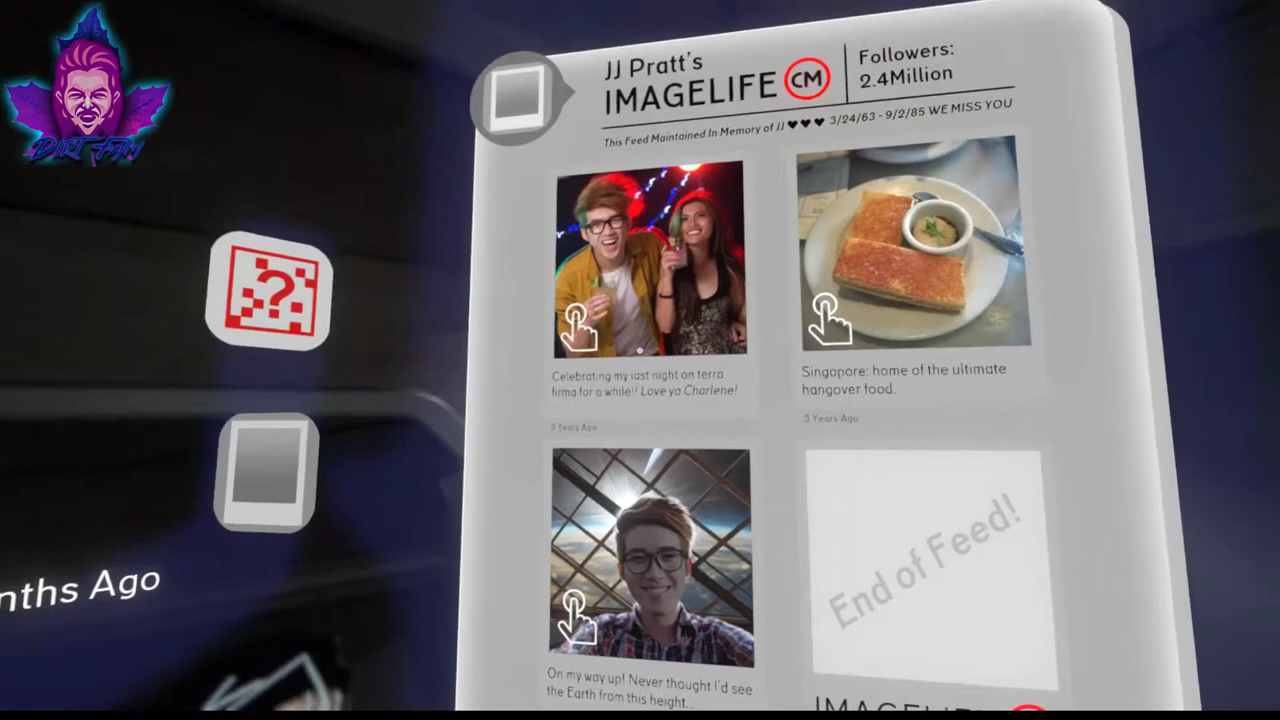 DIRT FAN
JJ Pratt's
IMAGELIFE CM
Followers:
2.4Million
This Feed Maintained In Memory of JJ ♥♥♥ 3/24/63 - 9/2/85 WE MISS YOU
?
Celebrating my last night on terra
firma for a while!! Love ya Charlene!
3 Years Ago
Singapore: home of the ultimate
hangover food.
3 Years Ago
nths Ago
On my way up! Never thought I'd see
the Earth from this height...
End of Feed!
IMAGELIFE